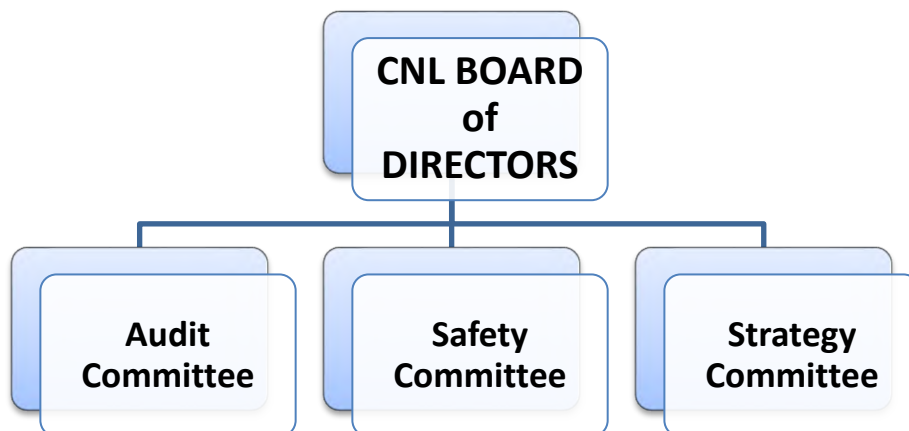 CNL BOARD
of
DIRECTORS
Audit
Committee
Safety
Committee
Strategy
Committee